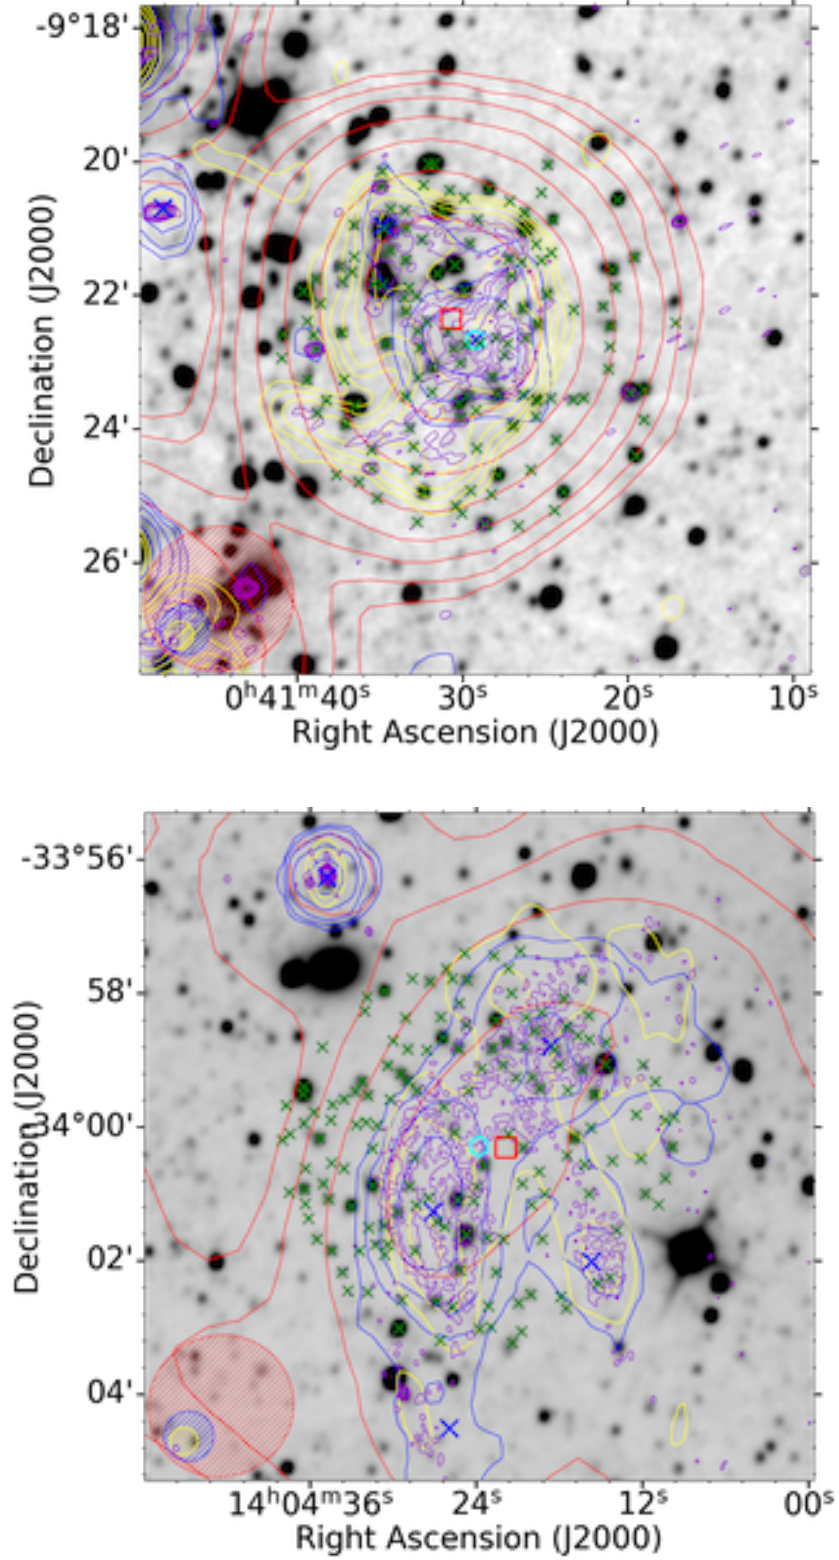 -9°18'
20'
22'
24'
26'
Declination (J2000)
0ʰ41ᵐ40ˢ 30ˢ 20ˢ 10ˢ
Right Ascension (J2000)
-33°56'
58'
34°00'
02'
04'
Declination (J2000)
14ʰ04ᵐ36ˢ 24ˢ 12ˢ 00ˢ
Right Ascension (J2000)